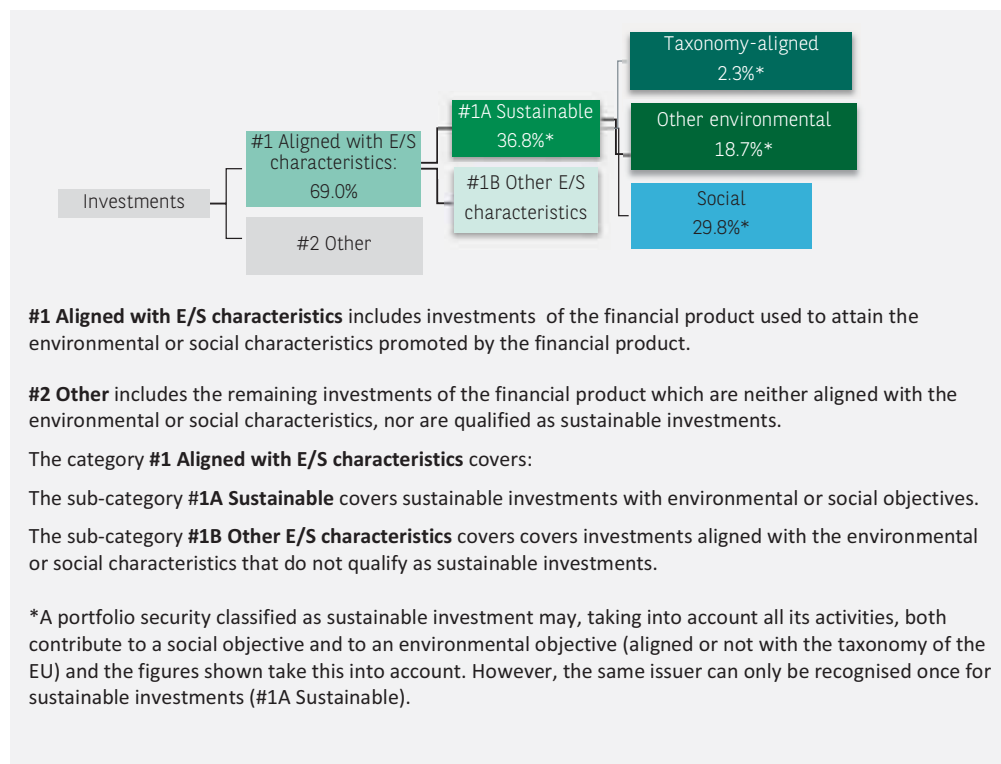 Taxonomy-aligned
2.3%*
#1A Sustainable
36.8%*
Other environmental
18.7%*
#1 Aligned with E/S
characteristics:
69.0%
#1B Other E/S
characteristics
Investments
Social
29.8%*
#2 Other
#1 Aligned with E/S characteristics includes investments of the financial product used to attain the
environmental or social characteristics promoted by the financial product.
#2 Other includes the remaining investments of the financial product which are neither aligned with the
environmental or social characteristics, nor are qualified as sustainable investments.
The category #1 Aligned with E/S characteristics covers:
The sub-category #1A Sustainable covers sustainable investments with environmental or social objectives.
The sub-category #1B Other E/S characteristics covers covers investments aligned with the environmental
or social characteristics that do not qualify as sustainable investments.
*A portfolio security classified as sustainable investment may, taking into account all its activities, both
contribute to a social objective and to an environmental objective (aligned or not with the taxonomy of the
EU) and the figures shown take this into account. However, the same issuer can only be recognised once for
sustainable investments (#1A Sustainable).